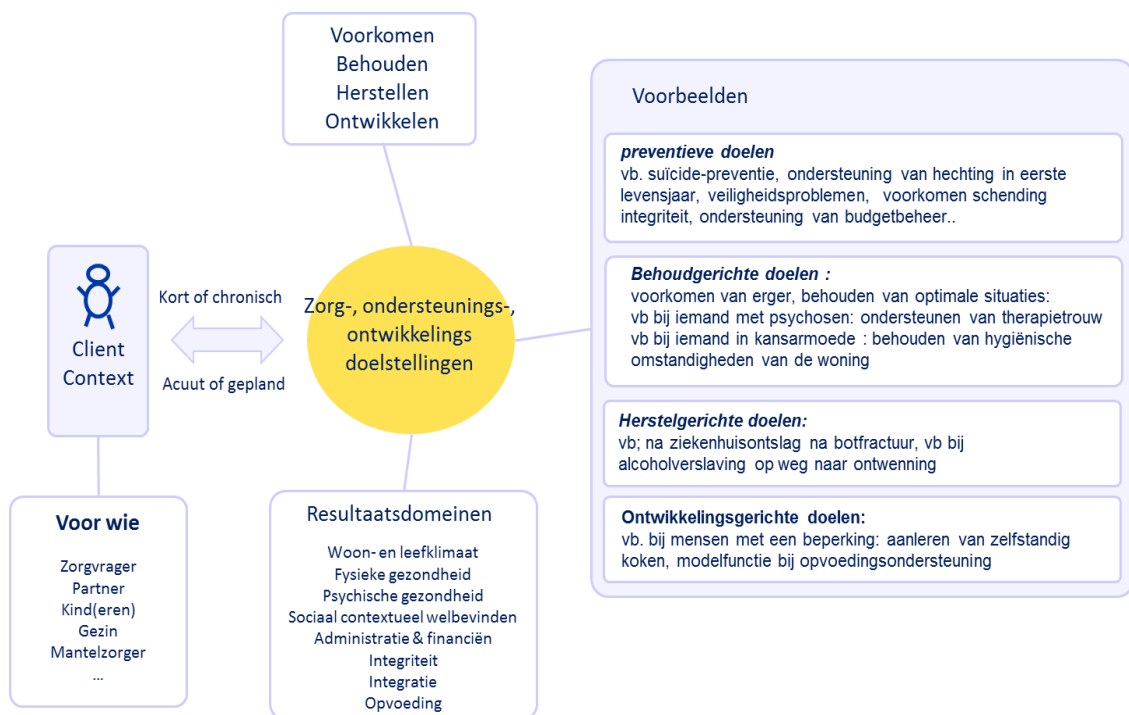 Voorkomen
Behouden
Herstellen
Ontwikkelen
Client
Context
Kort of chronisch
Acuut of gepland
Zorg-, ondersteunings-,
ontwikkelings
doelstellingen
Voor wie
Zorgvrager
Partner
Kind(eren)
Gezin
Mantelzorger
...
Resultaatsdomeinen
Woon- en leefklimaat
Fysieke gezondheid
Psychische gezondheid
Sociaal contextueel welbevinden
Administratie & financiën
Integriteit
Integratie
Opvoeding
Voorbeelden
preventieve doelen
vb. suïcide-preventie, ondersteuning van hechting in eerste
levensjaar, veiligheidsproblemen, voorkomen schending
integriteit, ondersteuning van budgetbeheer..
Behoudgerichte doelen :
voorkomen van erger, behouden van optimale situaties:
vb bij iemand met psychosen: ondersteunen van therapietrouw
vb bij iemand in kansarmoede : behouden van hygiënische
omstandigheden van de woning
Herstelgerichte doelen:
vb; na ziekenhuisontslag na botfractuur, vb bij
alcoholverslaving op weg naar ontwenning
Ontwikkelingsgerichte doelen:
vb. bij mensen met een beperking: aanleren van zelfstandig
koken, modelfunctie bij opvoedingsondersteuning